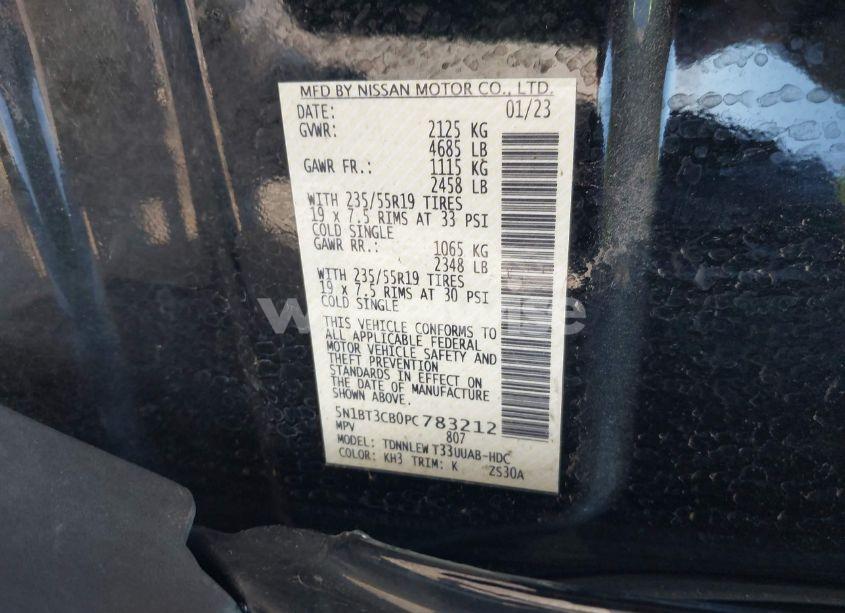 MFD BY NISSAN MOTOR CO., LTD.
DATE: 01/23
GVWR: 2125 KG
4685 LB
GAWR FR.: 1115 KG
2458 LB
WITH 235/55R19 TIRES
19 x 7.5 RIMS AT 33 PSI
COLD SINGLE
GAWR RR.: 1065 KG
2348 LB
WITH 235/55R19 TIRES
19 x 7.5 RIMS AT 30 PSI
COLD SINGLE
THIS VEHICLE CONFORMS TO
ALL APPLICABLE FEDERAL
MOTOR VEHICLE SAFETY AND
THEFT PREVENTION
STANDARDS IN EFFECT ON
THE DATE OF MANUFACTURE
SHOWN ABOVE.
5N1BT3CB0PC783212
MPV 807
MODEL: TDNNLEW T33UUAB-HDC
COLOR: KH3 TRIM: K ZS30A